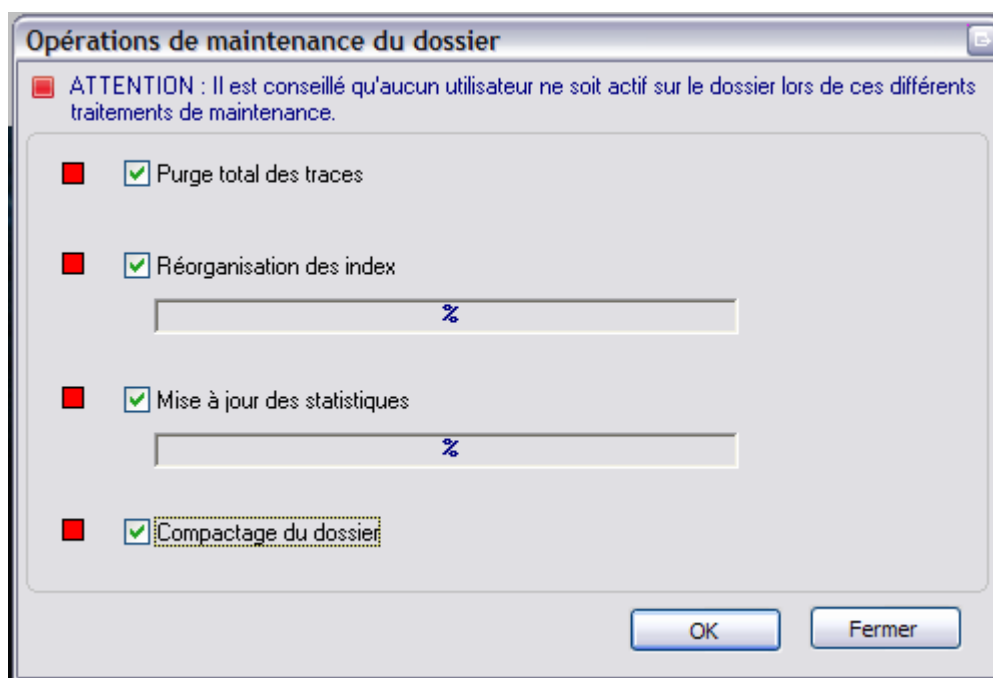 Opérations de maintenance du dossier
ATTENTION : Il est conseillé qu'aucun utilisateur ne soit actif sur le dossier lors de ces différents
traitements de maintenance.
Purge total des traces
Réorganisation des index
%
Mise à jour des statistiques
%
Compactage du dossier
OK
Fermer